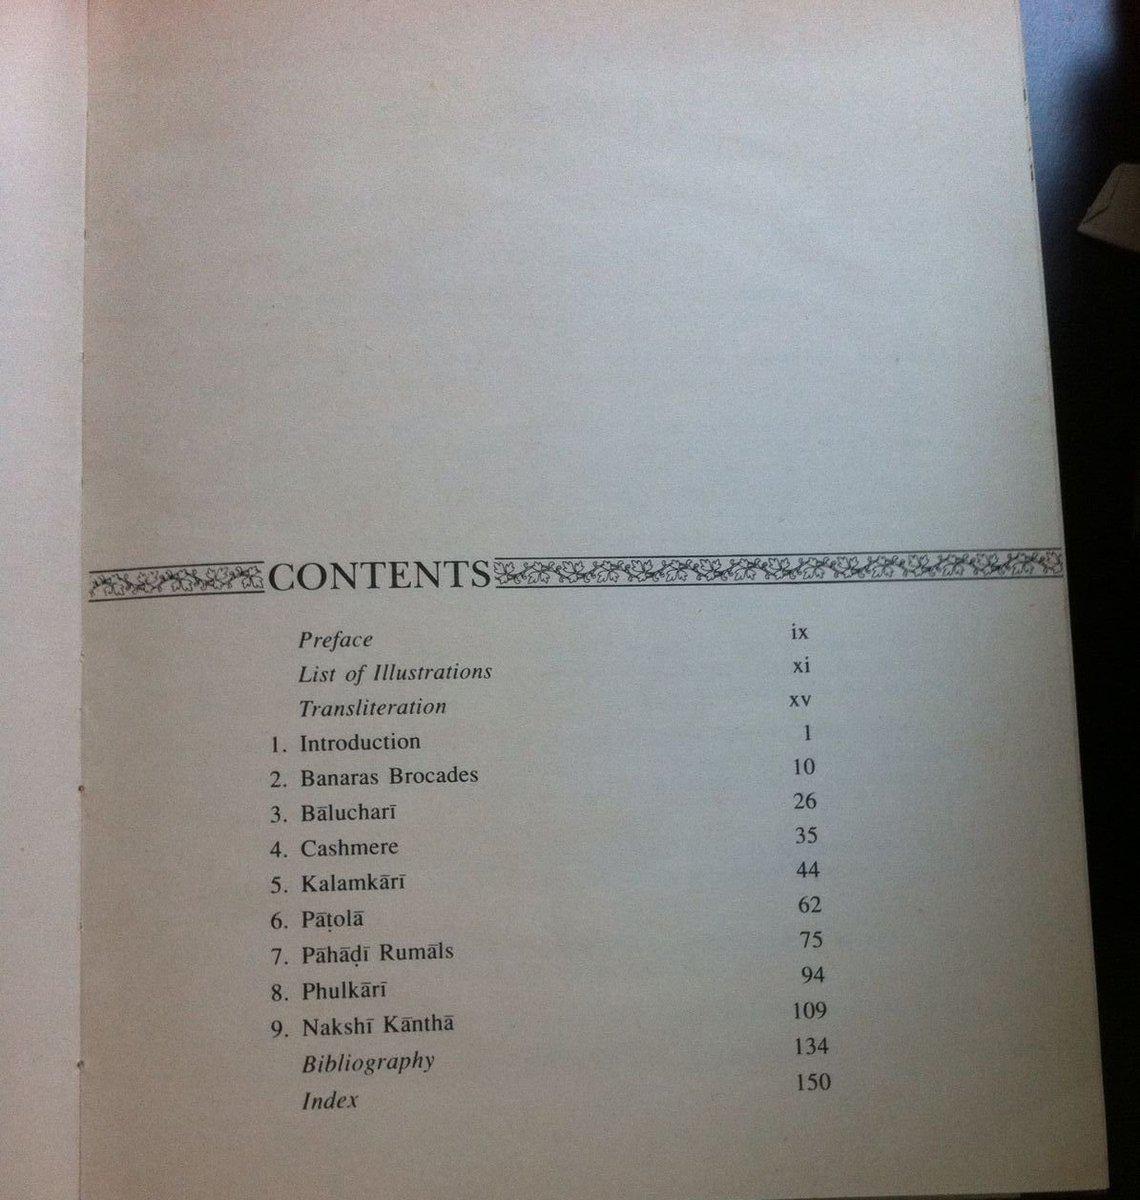 CONTENTS
Preface ix
List of Illustrations xi
Transliteration xv
1. Introduction 1
2. Banaras Brocades 10
3. Bālucharī 26
4. Cashmere 35
5. Kalamkārī 44
6. Pāṭolā 62
7. Pāhāḍī Rumāls 75
8. Phulkārī 94
9. Nakshī Kānthā 109
Bibliography 134
Index 150